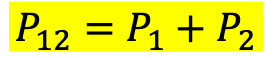 P₁₂ = P₁ + P₂